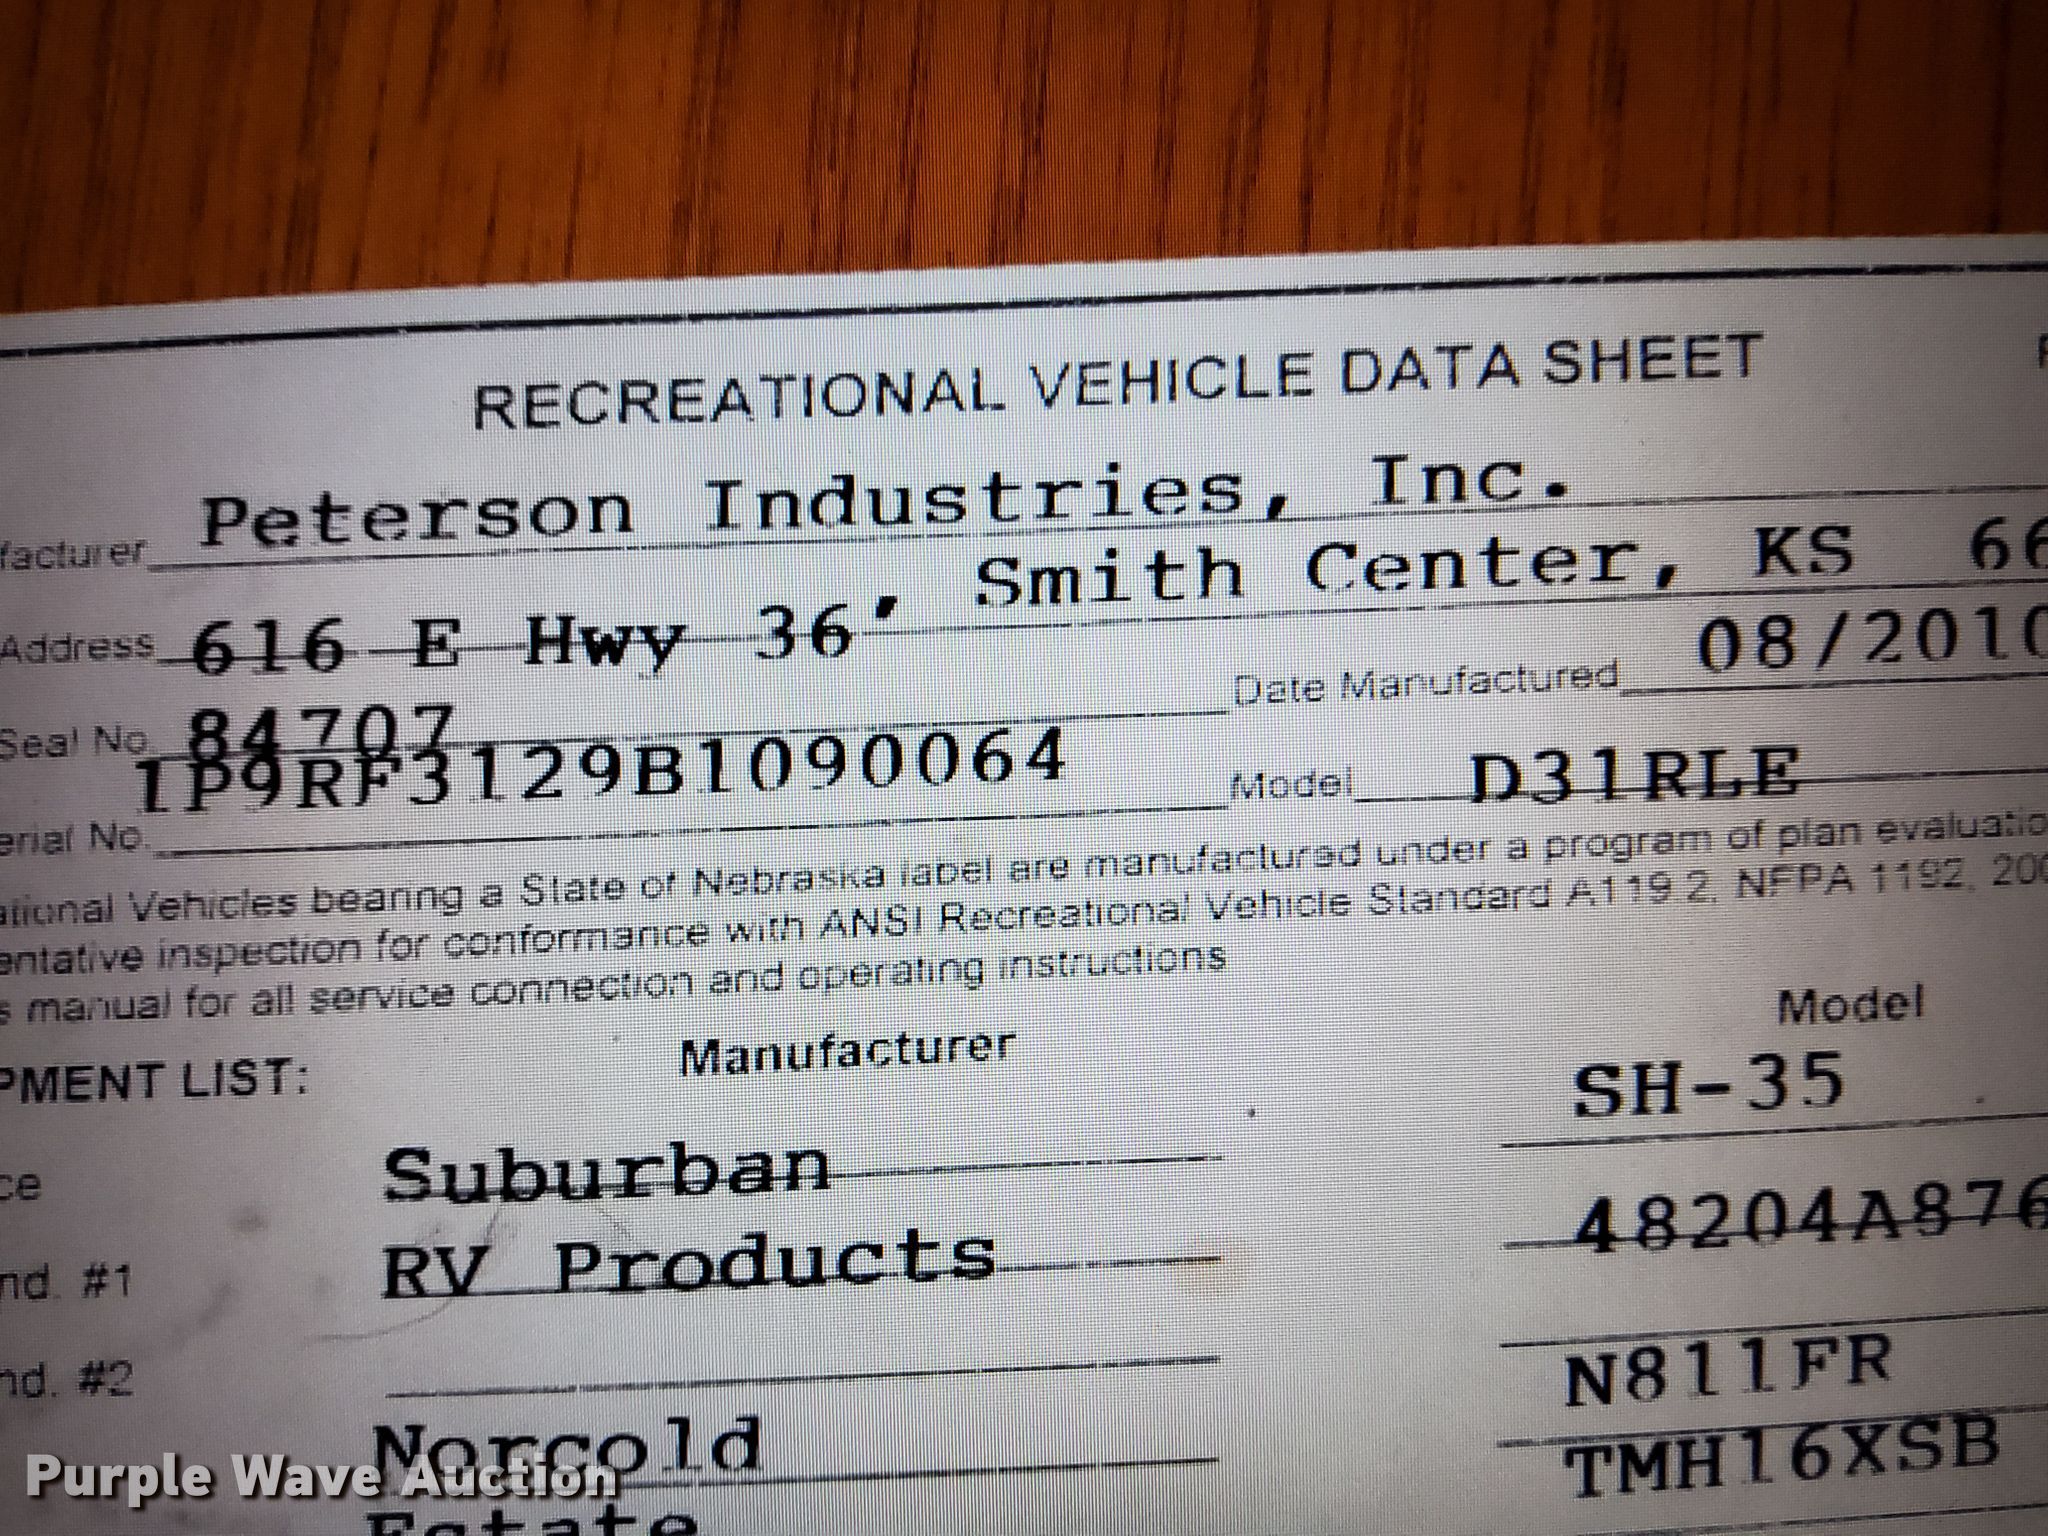 RECREATIONAL VEHICLE DATA SHEET
facturer Peterson Industries, Inc.
Address 616 E Hwy 36, Smith Center, KS 66
Seal No. 84707 Date Manufactured 08/2010
erial No. 1P9RF3129B1090064 Model D31RLE
ational Vehicles bearing a State of Nebraska label are manufactured under a program of plan evaluatio
entative inspection for conformance with ANSI Recreational Vehicle Standard A119 2, NFPA 1192, 200
s manual for all service connection and operating instructions
PMENT LIST: Manufacturer Model
ce Suburban SH-35
nd. #1 RV Products 48204A876
nd. #2
Norcold N811FR
Estate TMH16XSB
Purple Wave Auction